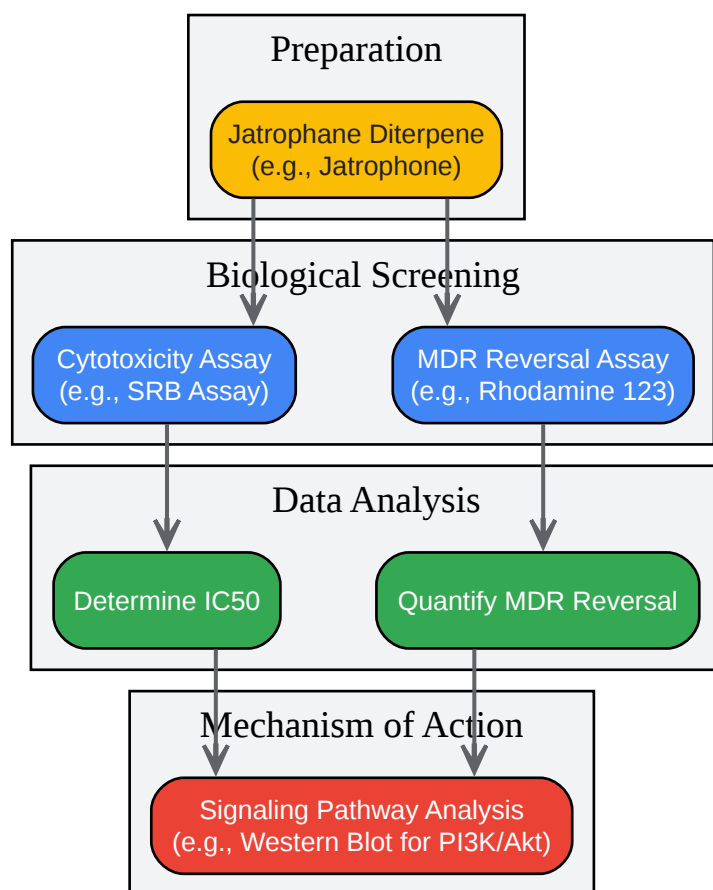 Preparation
Jatrophane Diterpene
(e.g., Jatrophone)
Biological Screening
Cytotoxicity Assay
(e.g., SRB Assay)
MDR Reversal Assay
(e.g., Rhodamine 123)
Data Analysis
Determine IC50
Quantify MDR Reversal
Mechanism of Action
Signaling Pathway Analysis
(e.g., Western Blot for PI3K/Akt)